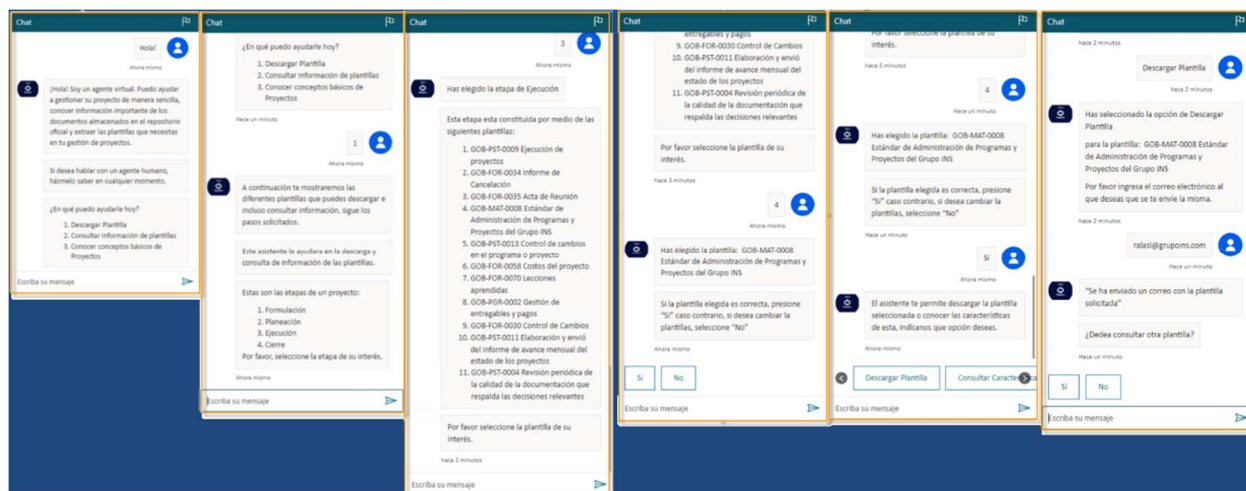 Chat
Hola!
Ahora mismo
¡Hola! Soy un agente virtual. Puedo ayudar
a gestionar su proyecto de manera sencilla,
conocer información importante de los
documentos almacenados en el repositorio
oficial y extraer las plantillas que necesitas
en tu gestión de proyectos.
Si desea hablar con un agente humano,
házmelo saber en cualquier momento.
¿En qué puedo ayudarle hoy?
1. Descargar Plantilla
2. Consultar Información de plantillas
3. Conocer conceptos básicos de
Proyectos
Escriba su mensaje
Chat
¿En qué puedo ayudarle hoy?
1. Descargar Plantilla
2. Consultar Información de plantillas
3. Conocer conceptos básicos de
Proyectos
Hace un minuto
1
Ahora mismo
A continuación te mostraremos las
diferentes plantillas que puedes descargar e
incluso consultar información, sigue los
pasos solicitados.
Este asistente le ayudara en la descarga y
consulta de información de las plantillas.
Estas son las etapas de un proyecto:
1. Formulación
2. Planeación
3. Ejecución
4. Cierre
Por favor, seleccione la etapa de su interés.
Ahora mismo
Escriba su mensaje
Chat
3
Ahora mismo
Has elegido la etapa de Ejecución
Esta etapa esta constituida por medio de las
siguientes plantillas:
1. GOB-PST-0009 Ejecución de
proyectos
2. GOB-FOR-0034 Informe de
Cancelación
3. GOB-FOR-0035 Acta de Reunión
4. GOB-MAT-0008 Estándar de
Administración de Programas y
Proyectos del Grupo INS
5. GOB-PST-0013 Control de cambios
en el programa o proyecto
6. GOB-FOR-0058 Costos del proyecto
7. GOB-FOR-0070 Lecciones
aprendidas
8. GOB-PGR-0002 Gestión de
entregables y pagos
9. GOB-FOR-0030 Control de Cambios
10. GOB-PST-0011 Elaboración y envió
del informe de avance mensual del
estado de los proyectos
11. GOB-PST-0004 Revisión periódica de
la calidad de la documentación que
respalda las decisiones relevantes
Por favor seleccione la plantilla de su
interés.
hace 2 minutos
Escriba su mensaje
Chat
entregables y pagos
9. GOB-FOR-0030 Control de Cambios
10. GOB-PST-0011 Elaboración y envió
del informe de avance mensual del
estado de los proyectos
11. GOB-PST-0004 Revisión periódica de
la calidad de la documentación que
respalda las decisiones relevantes
Por favor seleccione la plantilla de su
interés.
hace 3 minutos
4
Ahora mismo
Has elegido la plantilla: GOB-MAT-0008
Estándar de Administración de Programas y
Proyectos del Grupo INS
Si la plantilla elegida es correcta, presione
"Si" caso contrario, si desea cambiar la
plantillas, seleccione "No"
Ahora mismo
Si
No
Escriba su mensaje
Chat
Por favor seleccione la plantilla de su
interés.
hace 5 minutos
4
Hace un minuto
Has elegido la plantilla: GOB-MAT-0008
Estándar de Administración de Programas y
Proyectos del Grupo INS
Si la plantilla elegida es correcta, presione
"Si" caso contrario, si desea cambiar la
plantillas, seleccione "No"
Hace un minuto
Sí
Ahora mismo
El asistente te permite descargar la plantilla
seleccionada o conocer las características
de esta, indícanos que opción deseas.
Ahora mismo
Descargar Plantilla
Consultar
Escriba su mensaje
Chat
hace 2 minutos
Descargar Plantilla
hace 2 minutos
Has seleccionado la opción de Descargar
Plantilla
para la plantilla: GOB-MAT-0008 Estándar
de Administración de Programas y
Proyectos del Grupo INS
Por favor ingresa el correo electrónico al
que deseas que se te envíe la misma.
hace 2 minutos
ralasl@grupoins.com
Hace un minuto
"Se ha enviado un correo con la plantilla
solicitada"
¿Dedea consultar otra plantilla?
Hace un minuto
Sí
No
Escriba su mensaje